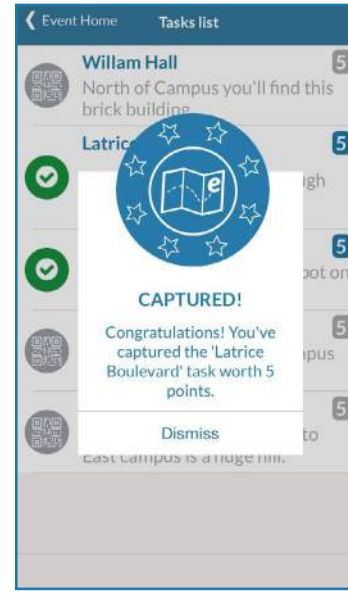 Event Home Tasks list
Willam Hall 5
North of Campus you'll find this
brick building
5
ugh
5
pot on
CAPTURED!
Congratulations! You've
captured the 'Latrice
Boulevard' task worth 5
points.
5
pus
Dismiss
5
to
East campus is a huge hill.